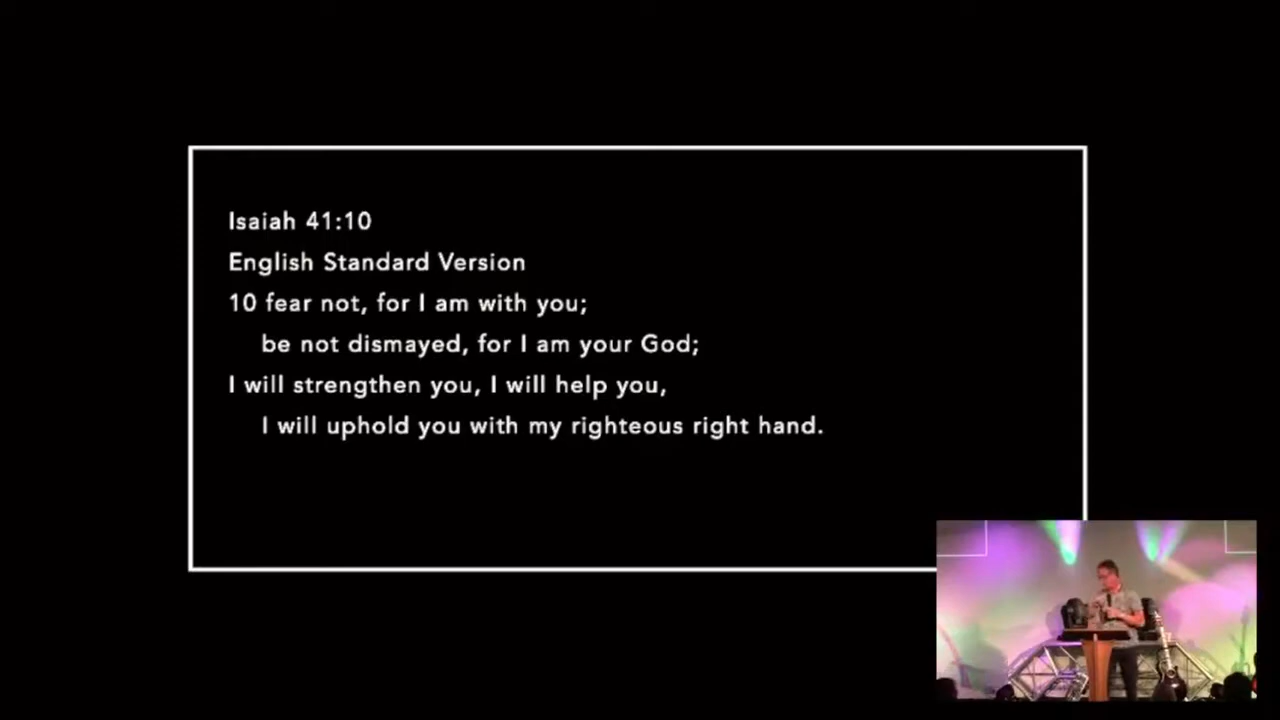 Isaiah 41:10
English Standard Version
10 fear not, for I am with you;
be not dismayed, for I am your God;
I will strengthen you, I will help you,
I will uphold you with my righteous right hand.